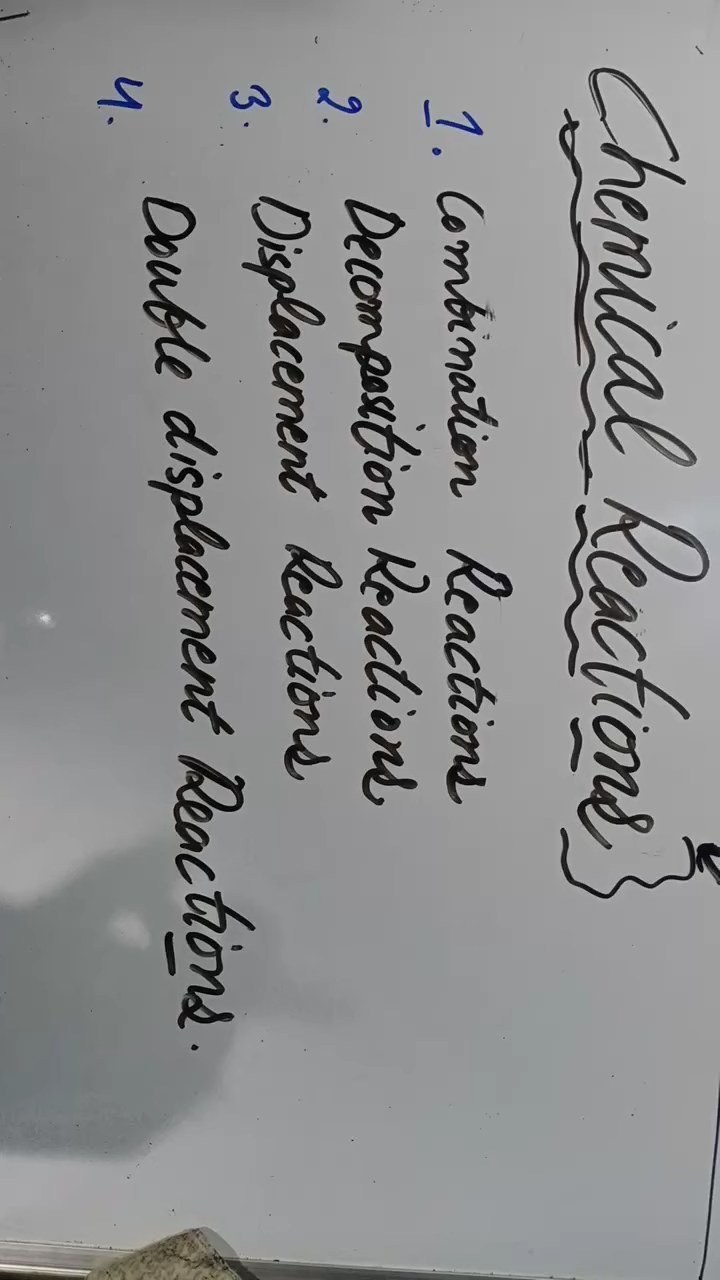 Chemical Reactions}
1. Combination Reactions
2. Decomposition Reactions
3. Displacement Reactions
4. Double displacement Reactions.